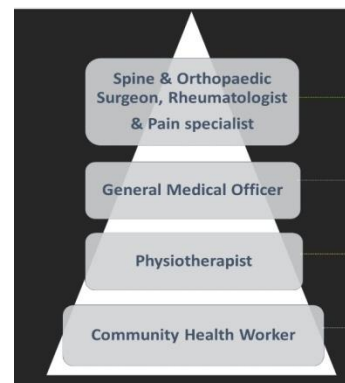 Spine & Orthopaedic
Surgeon, Rheumatologist
& Pain specialist
General Medical Officer
Physiotherapist
Community Health Worker